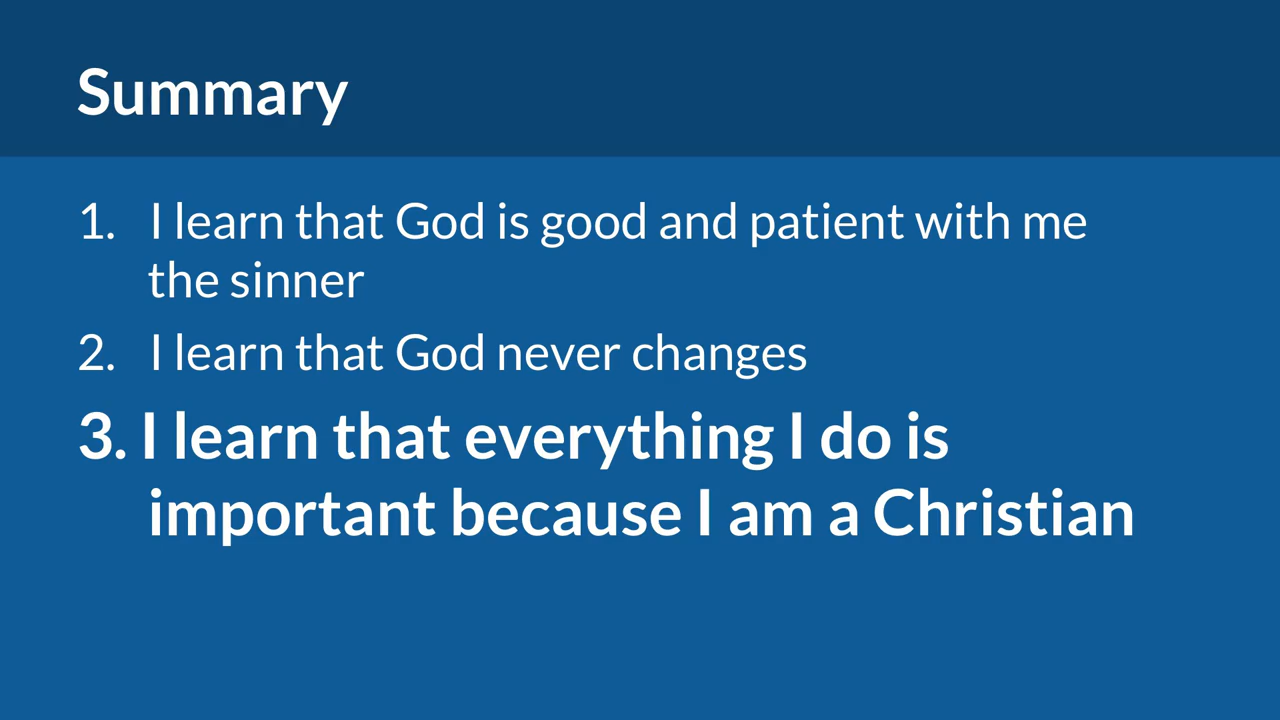 Summary
1. I learn that God is good and patient with me
the sinner
2. I learn that God never changes
3. I learn that everything I do is
important because I am a Christian